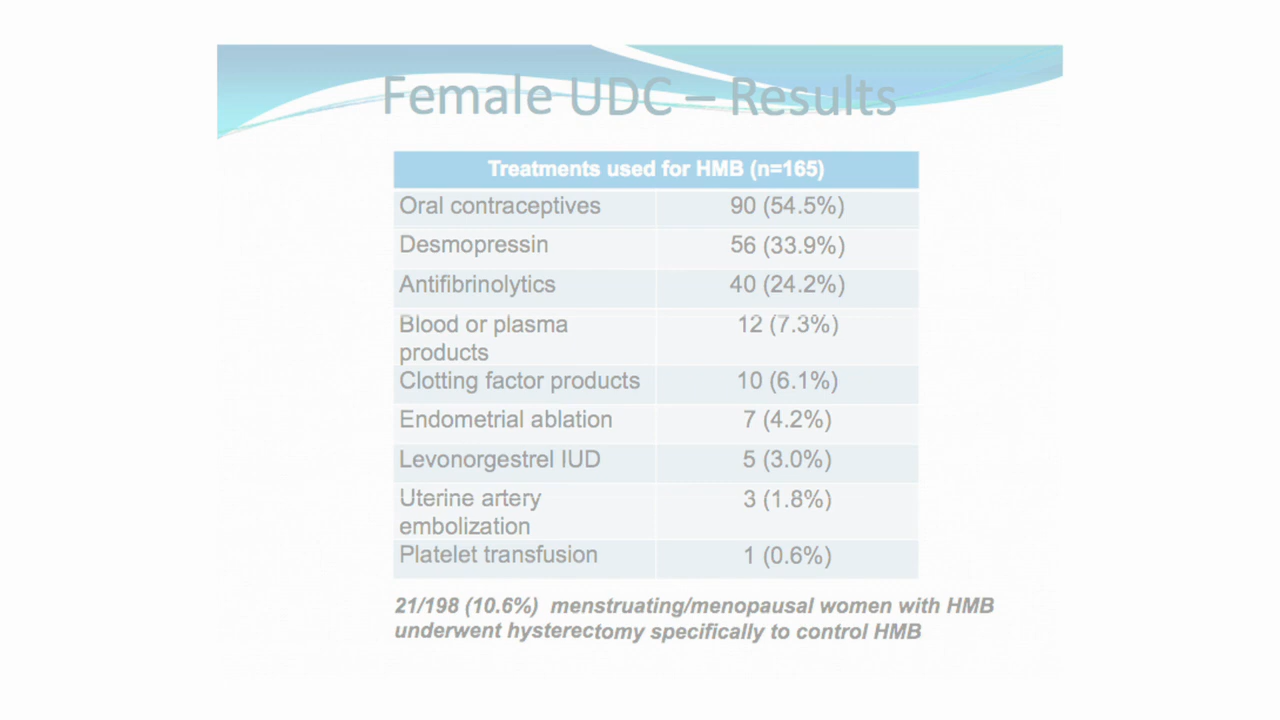 Female UDC – Results
Treatments used for HMB (n=165)
Oral contraceptives 90 (54.5%)
Desmopressin 56 (33.9%)
Antifibrinolytics 40 (24.2%)
Blood or plasma 12 (7.3%)
products
Clotting factor products 10 (6.1%)
Endometrial ablation 7 (4.2%)
Levonorgestrel IUD 5 (3.0%)
Uterine artery 3 (1.8%)
embolization
Platelet transfusion 1 (0.6%)
21/198 (10.6%) menstruating/menopausal women with HMB
underwent hysterectomy specifically to control HMB